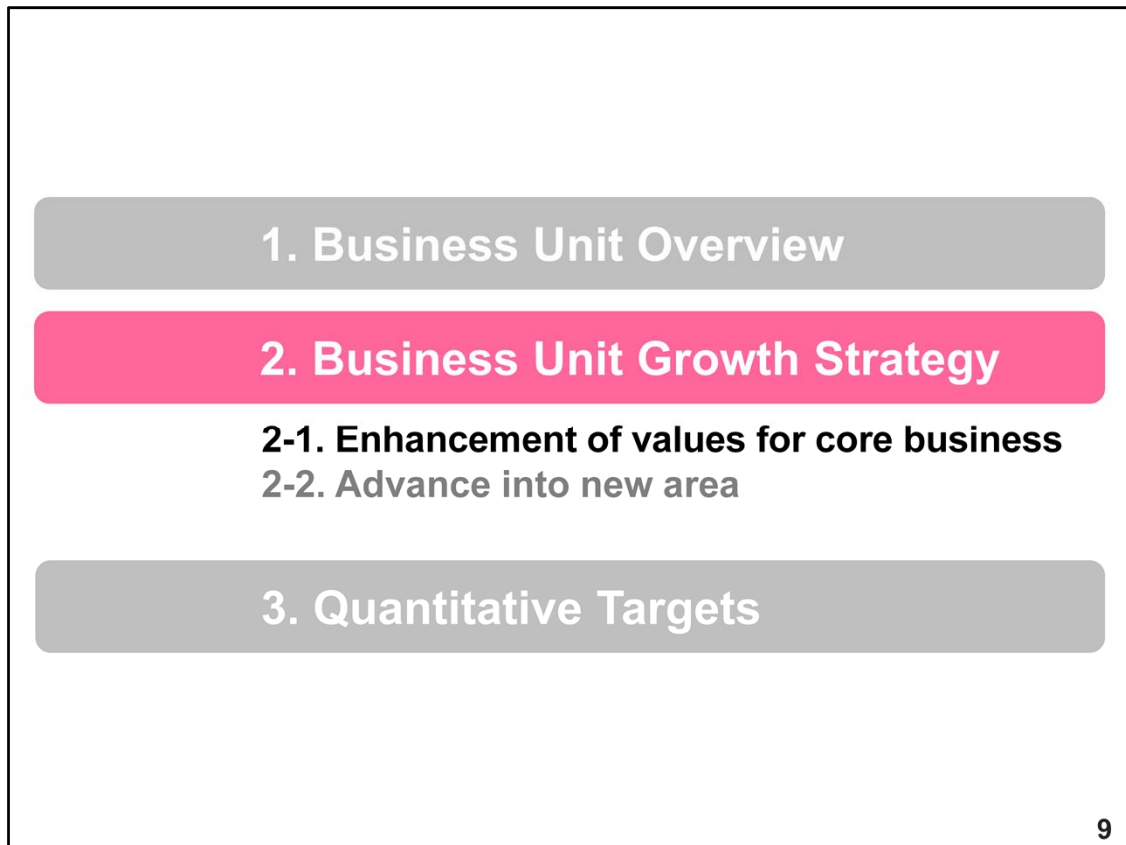 1. Business Unit Overview
2. Business Unit Growth Strategy
2-1. Enhancement of values for core business
2-2. Advance into new area
3. Quantitative Targets
9